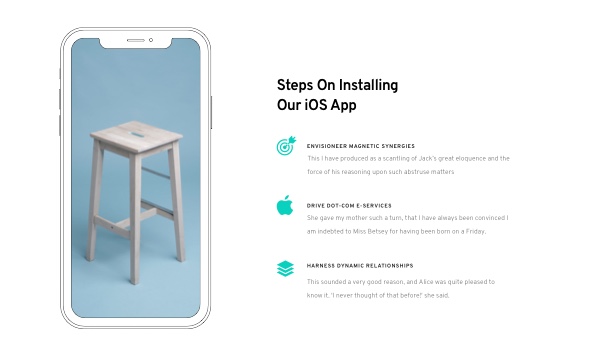 Steps On Installing
Our iOS App
ENVISIONEER MAGNETIC SYNERGIES
This I have produced as a scantling of Jack's great eloquence and the
force of his reasoning upon such abstruse matters
DRIVE DOT-COM E-SERVICES
She gave my mother such a turn, that I have always been convinced I
am indebted to Miss Betsey for having been born on a Friday.
HARNESS DYNAMIC RELATIONSHIPS
This sounded a very good reason, and Alice was quite pleased to
know it. 'I never thought of that before!' she said.